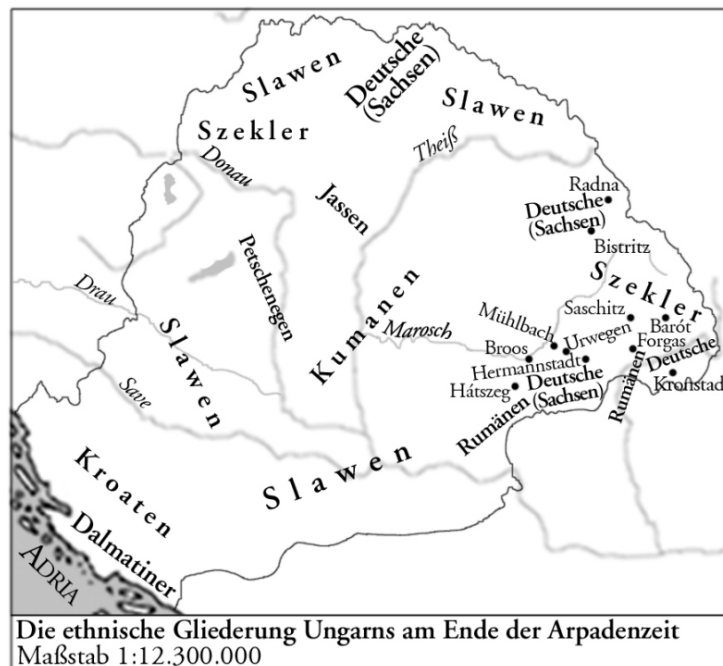 Slawen
Deutsche
(Sachsen)
Slawen
Szekler
Donau
Theiß
Jassen
Radna
Deutsche
(Sachsen)
Bistritz
Petschenegen
Szekler
Drau
Kumanen
Saschitz
Barót
Mühlbach
Urwegen
Forgas
Marosch
Broos
Hermannstadt
Deutsche
Slawen
Hátszeg
Deutsche
(Sachsen)
Kronstadt
Save
Rumänen
Rumänen
Slawen
Kroaten
Dalmatiner
ADRIA
Die ethnische Gliederung Ungarns am Ende der Arpadenzeit
Maßstab 1:12.300.000